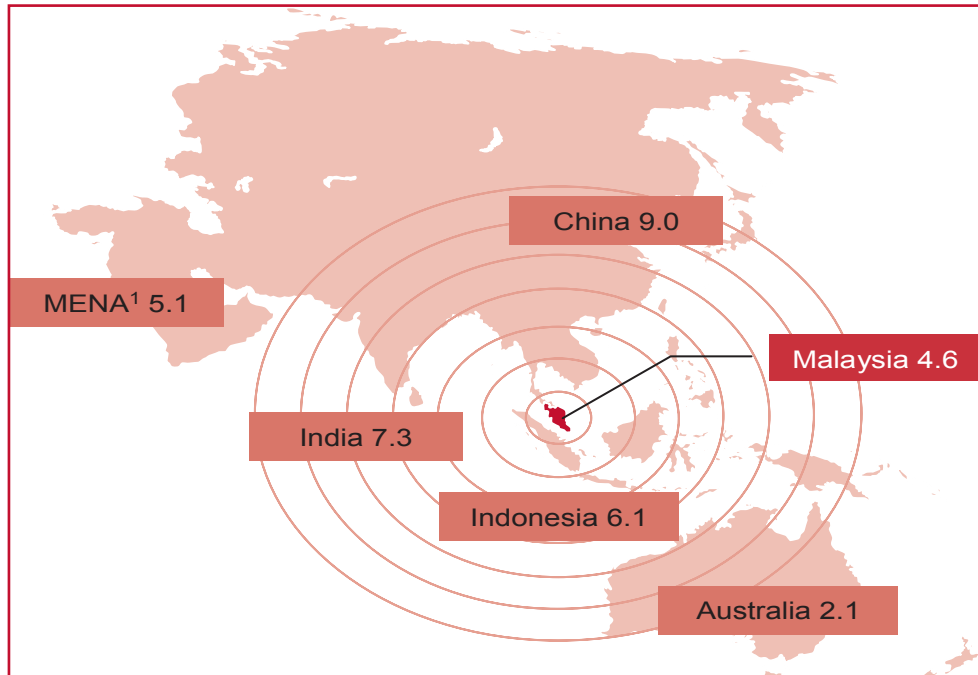 China 9.0
MENA¹ 5.1
Malaysia 4.6
India 7.3
Indonesia 6.1
Australia 2.1